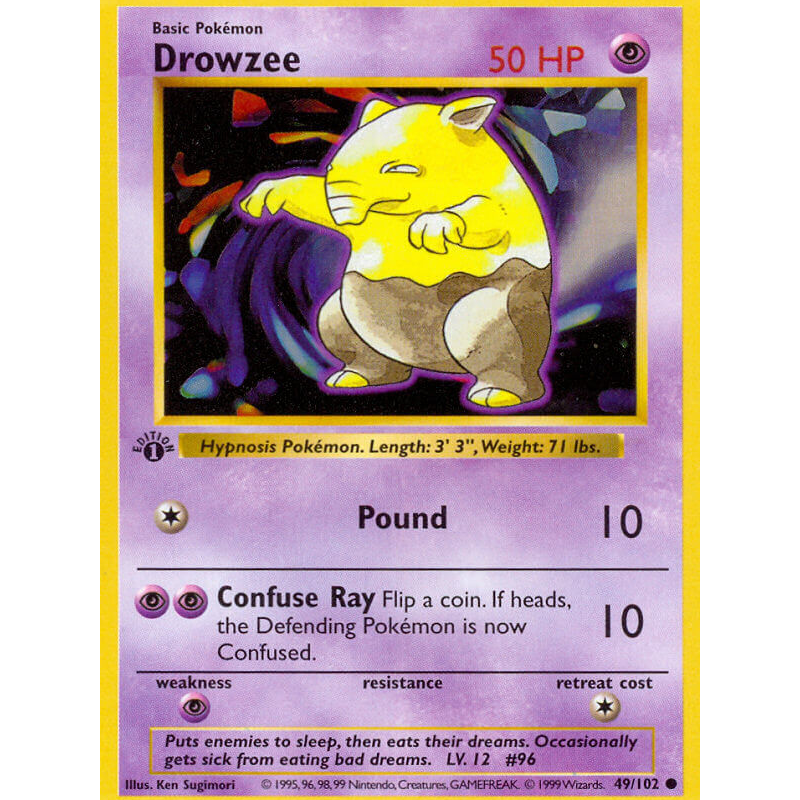 Basic Pokémon
Drowzee 50 HP
EDITION
1
Hypnosis Pokémon. Length: 3' 3", Weight: 71 lbs.
Pound 10
Confuse Ray Flip a coin. If heads,
the Defending Pokémon is now
Confused.
10
weakness resistance retreat cost
Puts enemies to sleep, then eats their dreams. Occasionally
gets sick from eating bad dreams. LV. 12 #96
Illus. Ken Sugimori © 1995, 96, 98, 99 Nintendo, Creatures, GAMEFREAK. © 1999 Wizards. 49/102